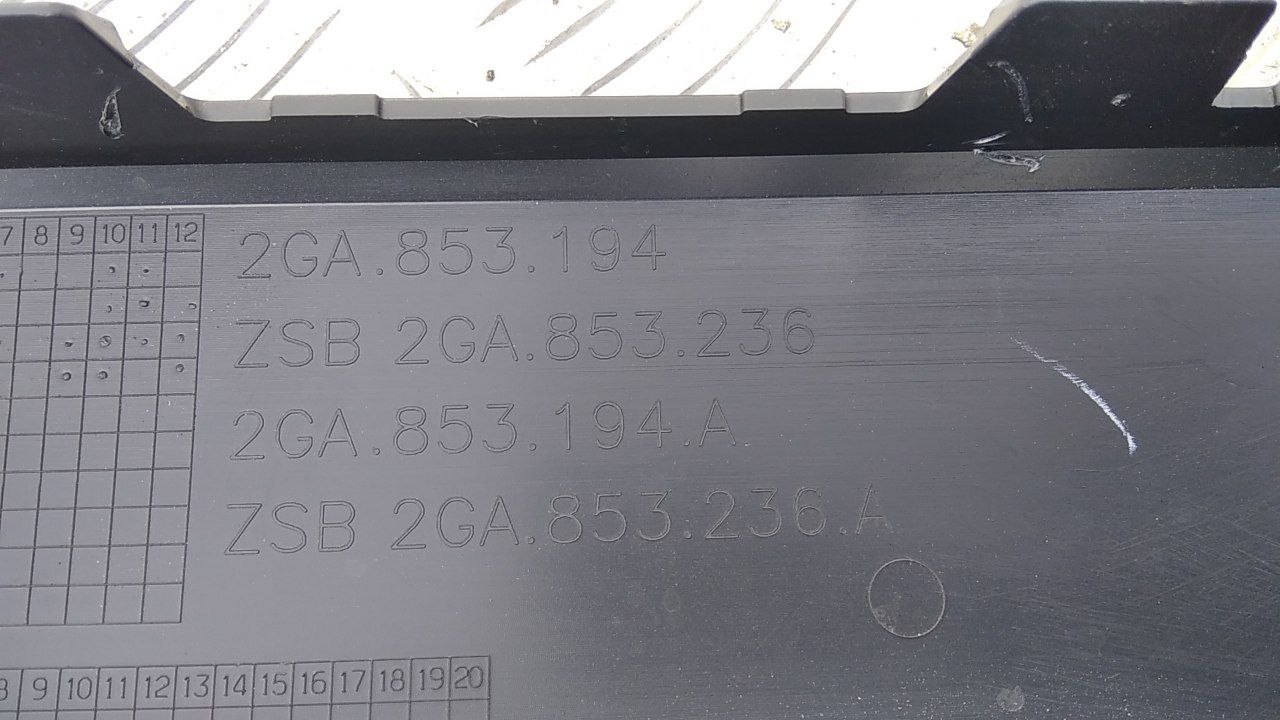 7 8 9 10 11 12
2GA.853.194
ZSB 2GA.853.236
2GA.853.194.A
ZSB 2GA.853.236.A
8 9 10 11 12 13 14 15 16 17 18 19 20